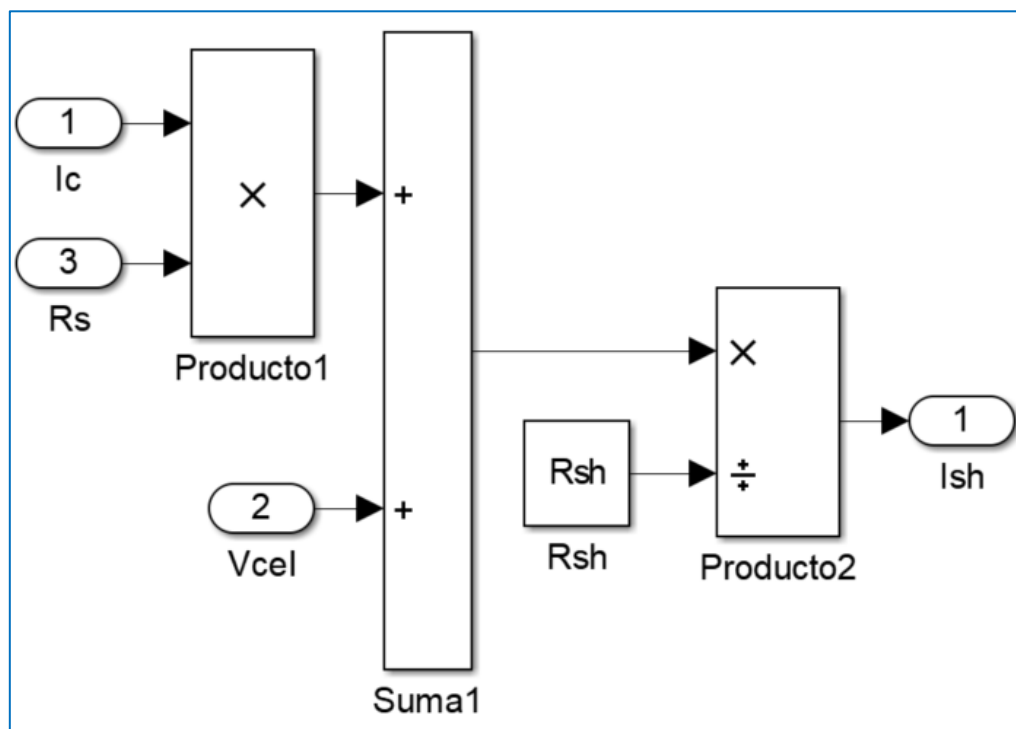 1
Ic
3
Rs
×
Producto1
+
+
2
Vcel
Suma1
Rsh
Rsh
×
÷
Producto2
1
Ish